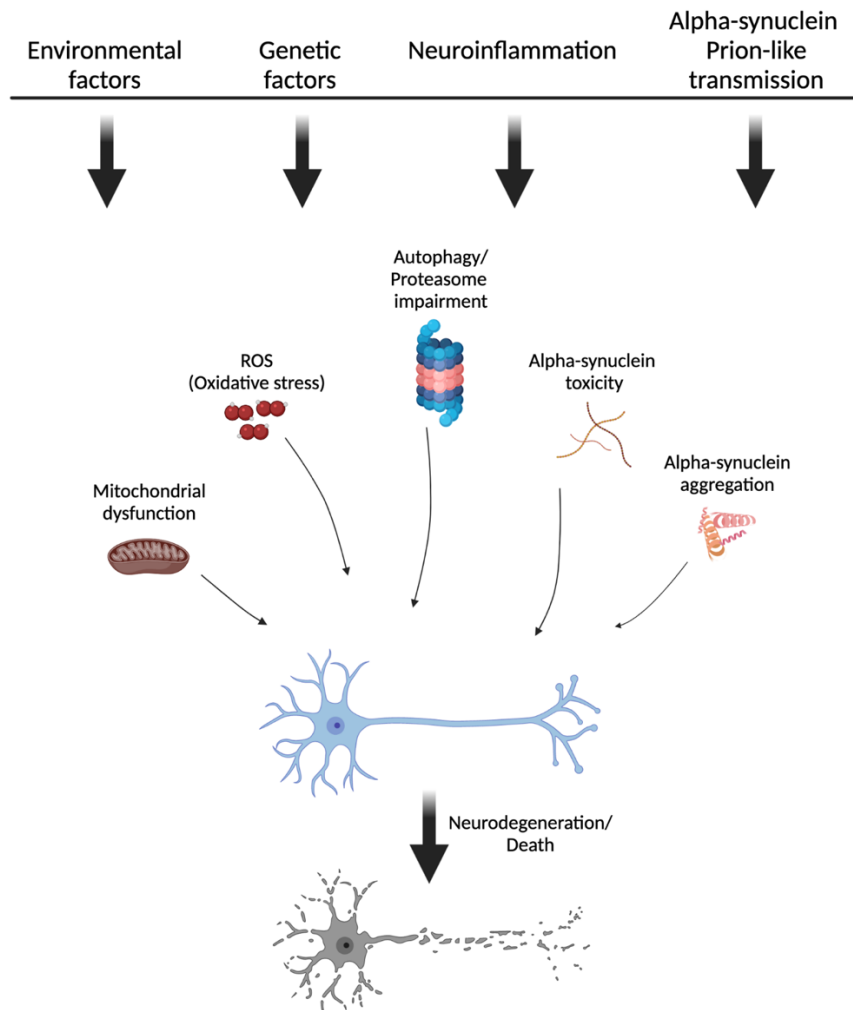 Environmental
factors
Genetic
factors
Neuroinflammation
Alpha-synuclein
Prion-like
transmission
Autophagy/
Proteasome
impairment
ROS
(Oxidative stress)
Alpha-synuclein
toxicity
Alpha-synuclein
aggregation
Mitochondrial
dysfunction
Neurodegeneration/
Death